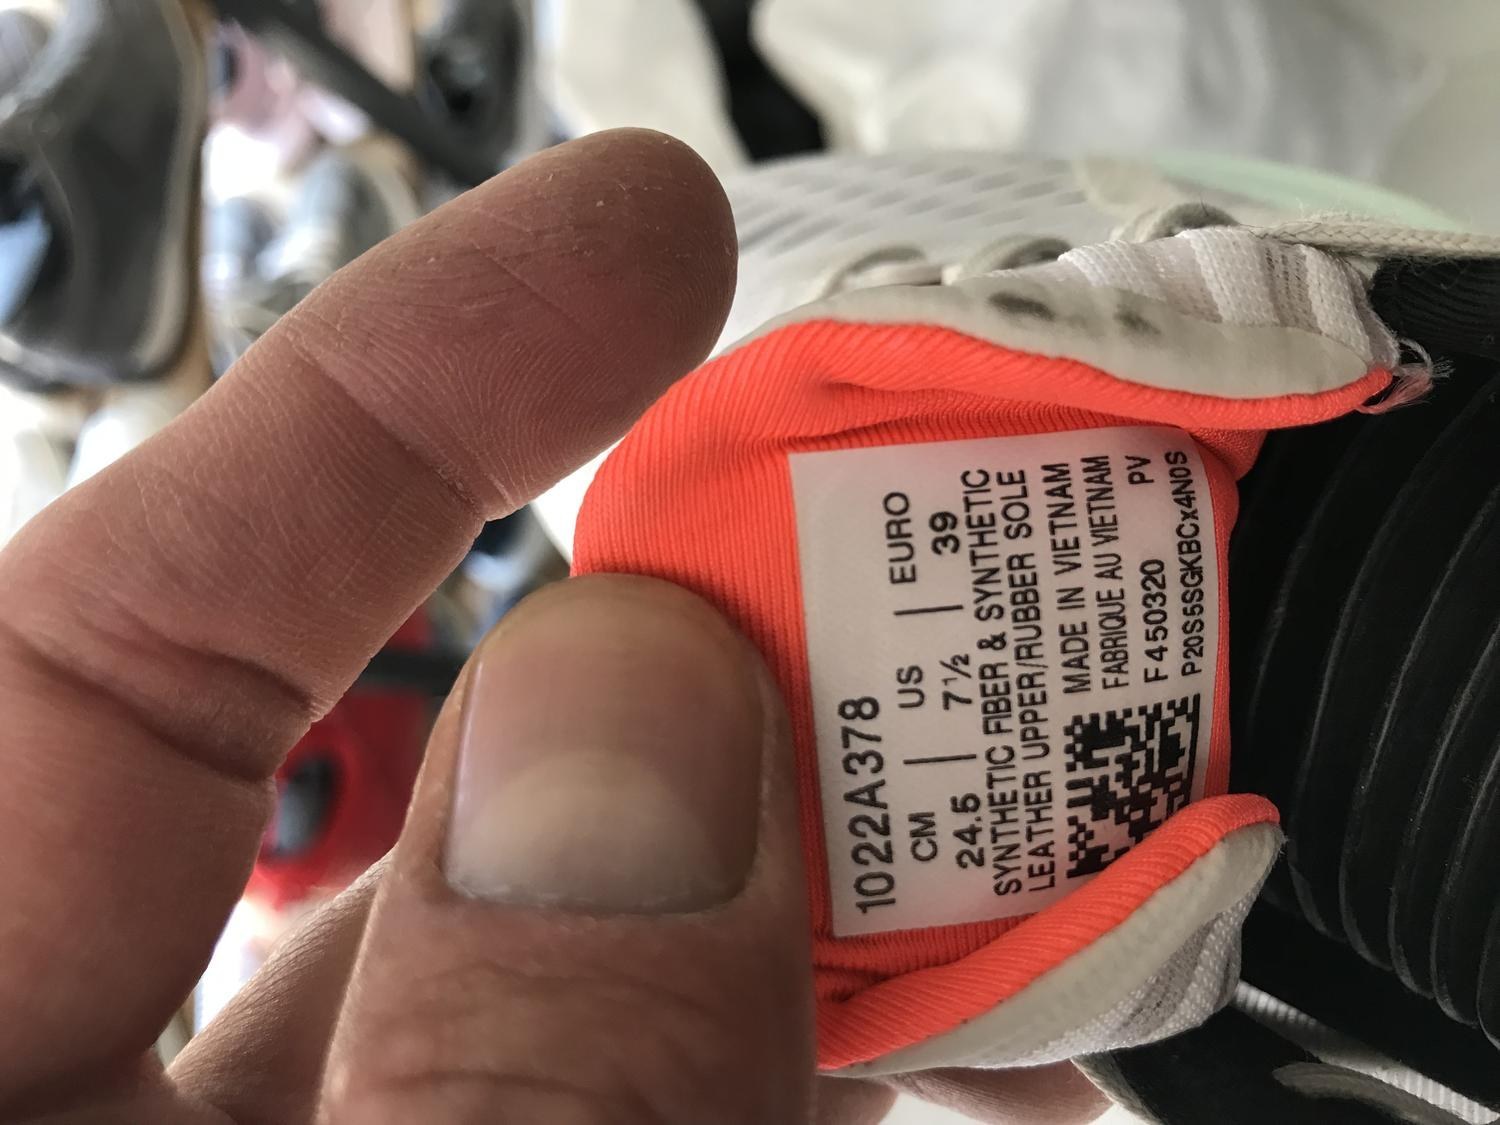 1022A378
CM | US | EURO
24.5 | 7½ | 39
SYNTHETIC FIBER & SYNTHETIC
LEATHER UPPER/RUBBER SOLE
MADE IN VIETNAM
FABRIQUE AU VIETNAM
F450320 PV
P20S5SGKBCx4N0S